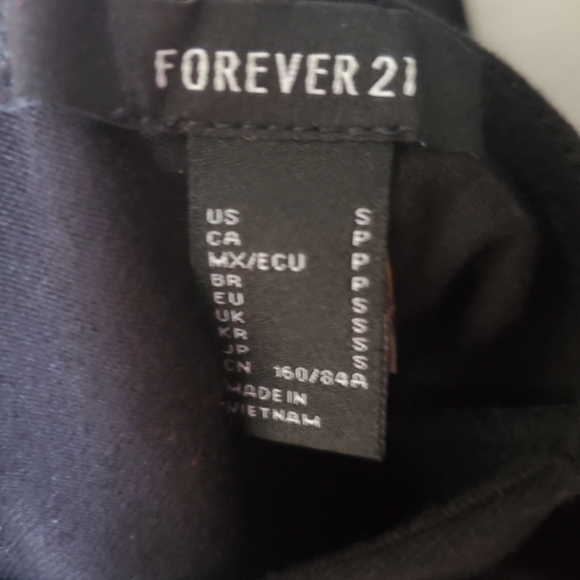 FOREVER 21
US S
CA P
MX/ECU P
BR P
EU S
UK S
KR S
JP S
CN 160/84A
MADE IN
VIETNAM